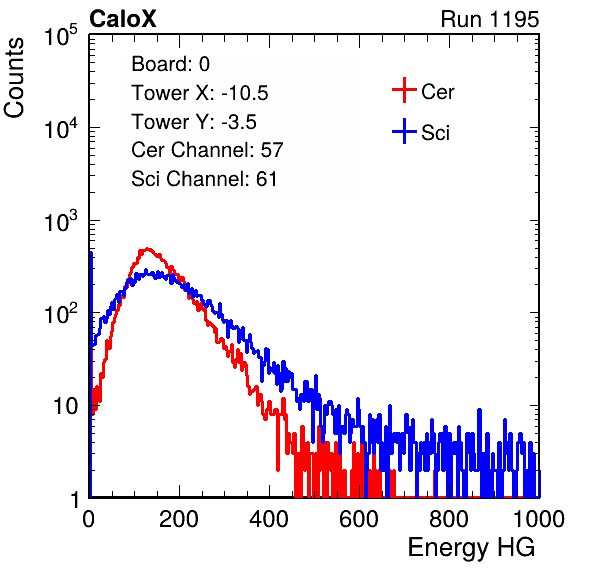 CaloX Run 1195
Counts
Board: 0
Tower X: -10.5
Tower Y: -3.5
Cer Channel: 57
Sci Channel: 61
Cer
Sci
10^5
10^4
10^3
10^2
10
1
0 200 400 600 800 1000
Energy HG